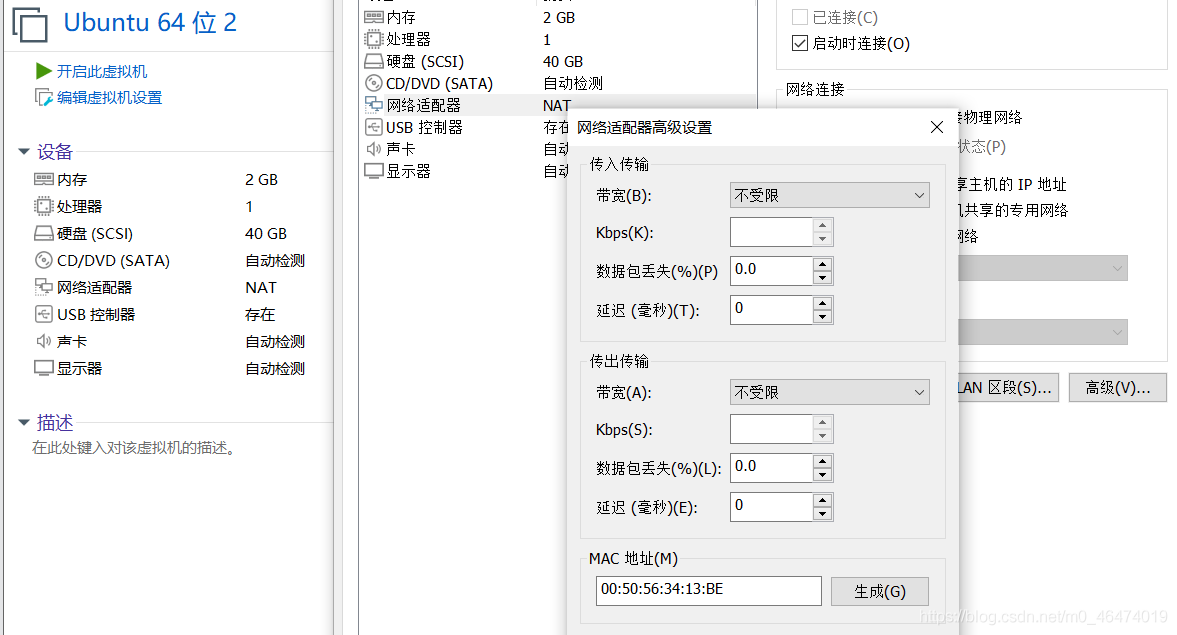 Ubuntu 64 位 2
开启此虚拟机
编辑虚拟机设置
设备
内存 2 GB
处理器 1
硬盘 (SCSI) 40 GB
CD/DVD (SATA) 自动检测
网络适配器 NAT
USB 控制器 存在
声卡 自动检测
显示器 自动检测
描述
在此处键入对该虚拟机的描述。
内存 2 GB
处理器 1
硬盘 (SCSI) 40 GB
CD/DVD (SATA) 自动检测
网络适配器 NAT
USB 控制器 存在
声卡 自动
显示器 自动
已连接(C)
启动时连接(O)
网络连接
接物理网络
状态(P)
享主机的 IP 地址
机共享的专用网络
网络
LAN 区段(S)...
高级(V)...
网络适配器高级设置
传入传输
带宽(B): 不受限
Kbps(K):
数据包丢失(%)(P) 0.0
延迟 (毫秒)(T): 0
传出传输
带宽(A): 不受限
Kbps(S):
数据包丢失(%)(L): 0.0
延迟 (毫秒)(E): 0
MAC 地址(M)
00:50:56:34:13:BE 生成(G)
https://blog.csdn.net/m0_46474019